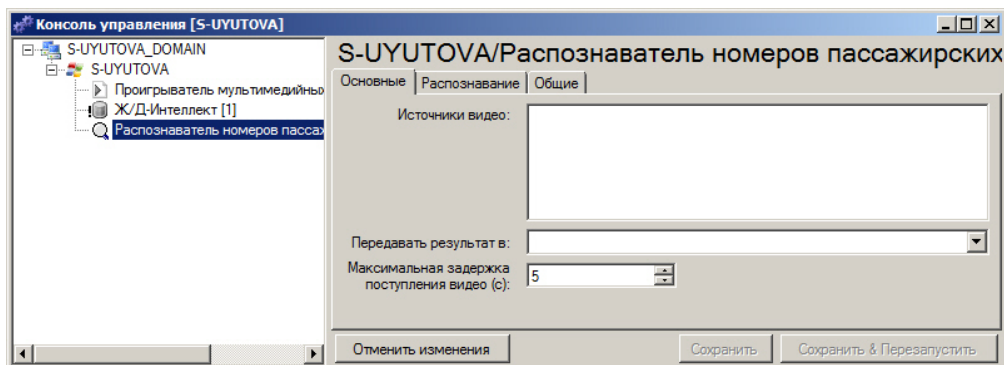 Консоль управления [S-UYUTOVA]
S-UYUTOVA_DOMAIN
S-UYUTOVA
Проигрыватель мультимедийны
Ж/Д-Интеллект [1]
Распознаватель номеров пасса
S-UYUTOVA/Распознаватель номеров пассажирских
Основные Распознавание Общие
Источники видео:
Передавать результат в:
Максимальная задержка
поступления видео (с):
5
Отменить изменения Сохранить Сохранить & Перезапустить